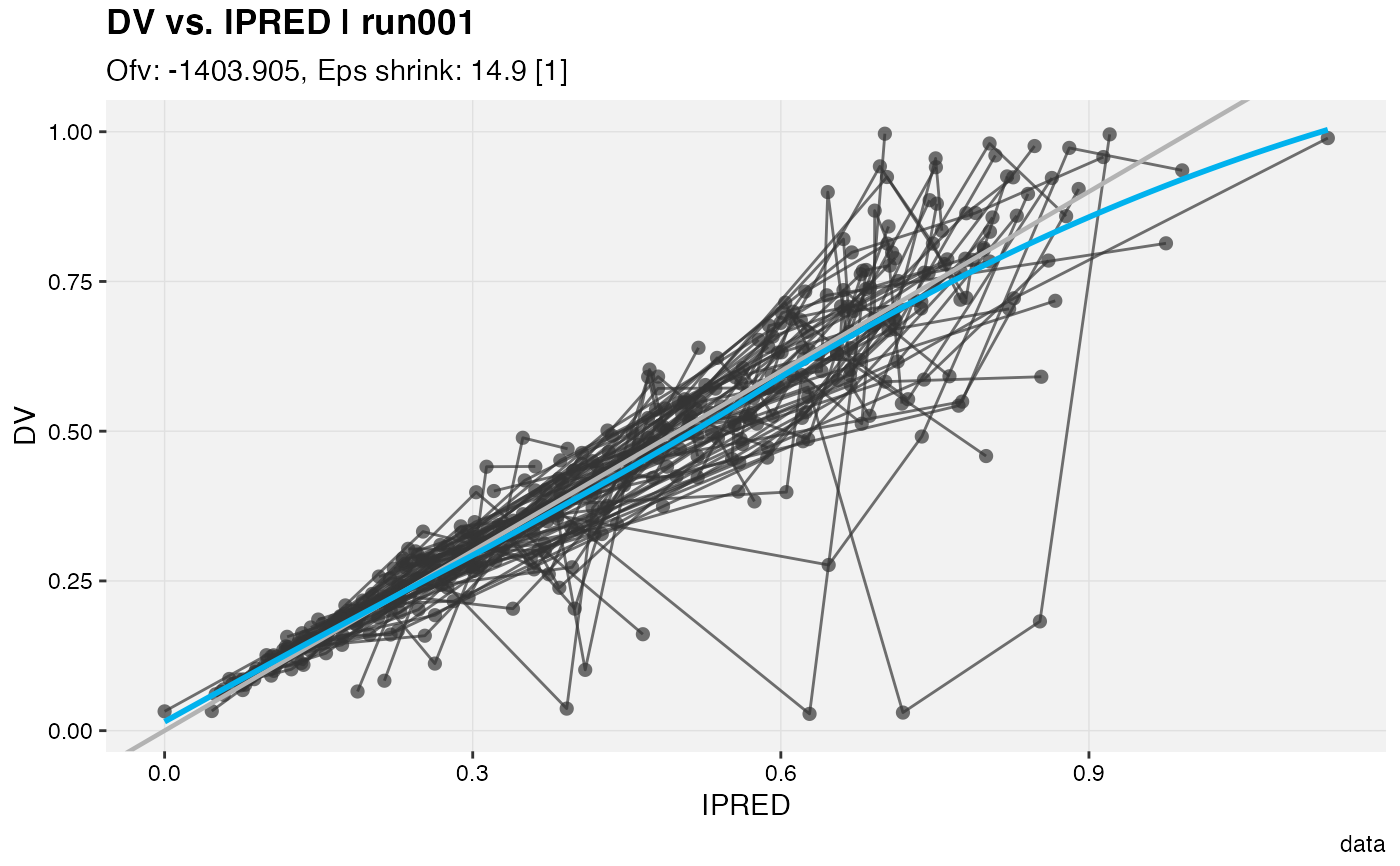 DV vs. IPRED | run001
Ofv: -1403.905, Eps shrink: 14.9 [1]
1.00
0.75
0.50
0.25
0.00
DV
0.0
0.3
0.6
0.9
IPRED
data